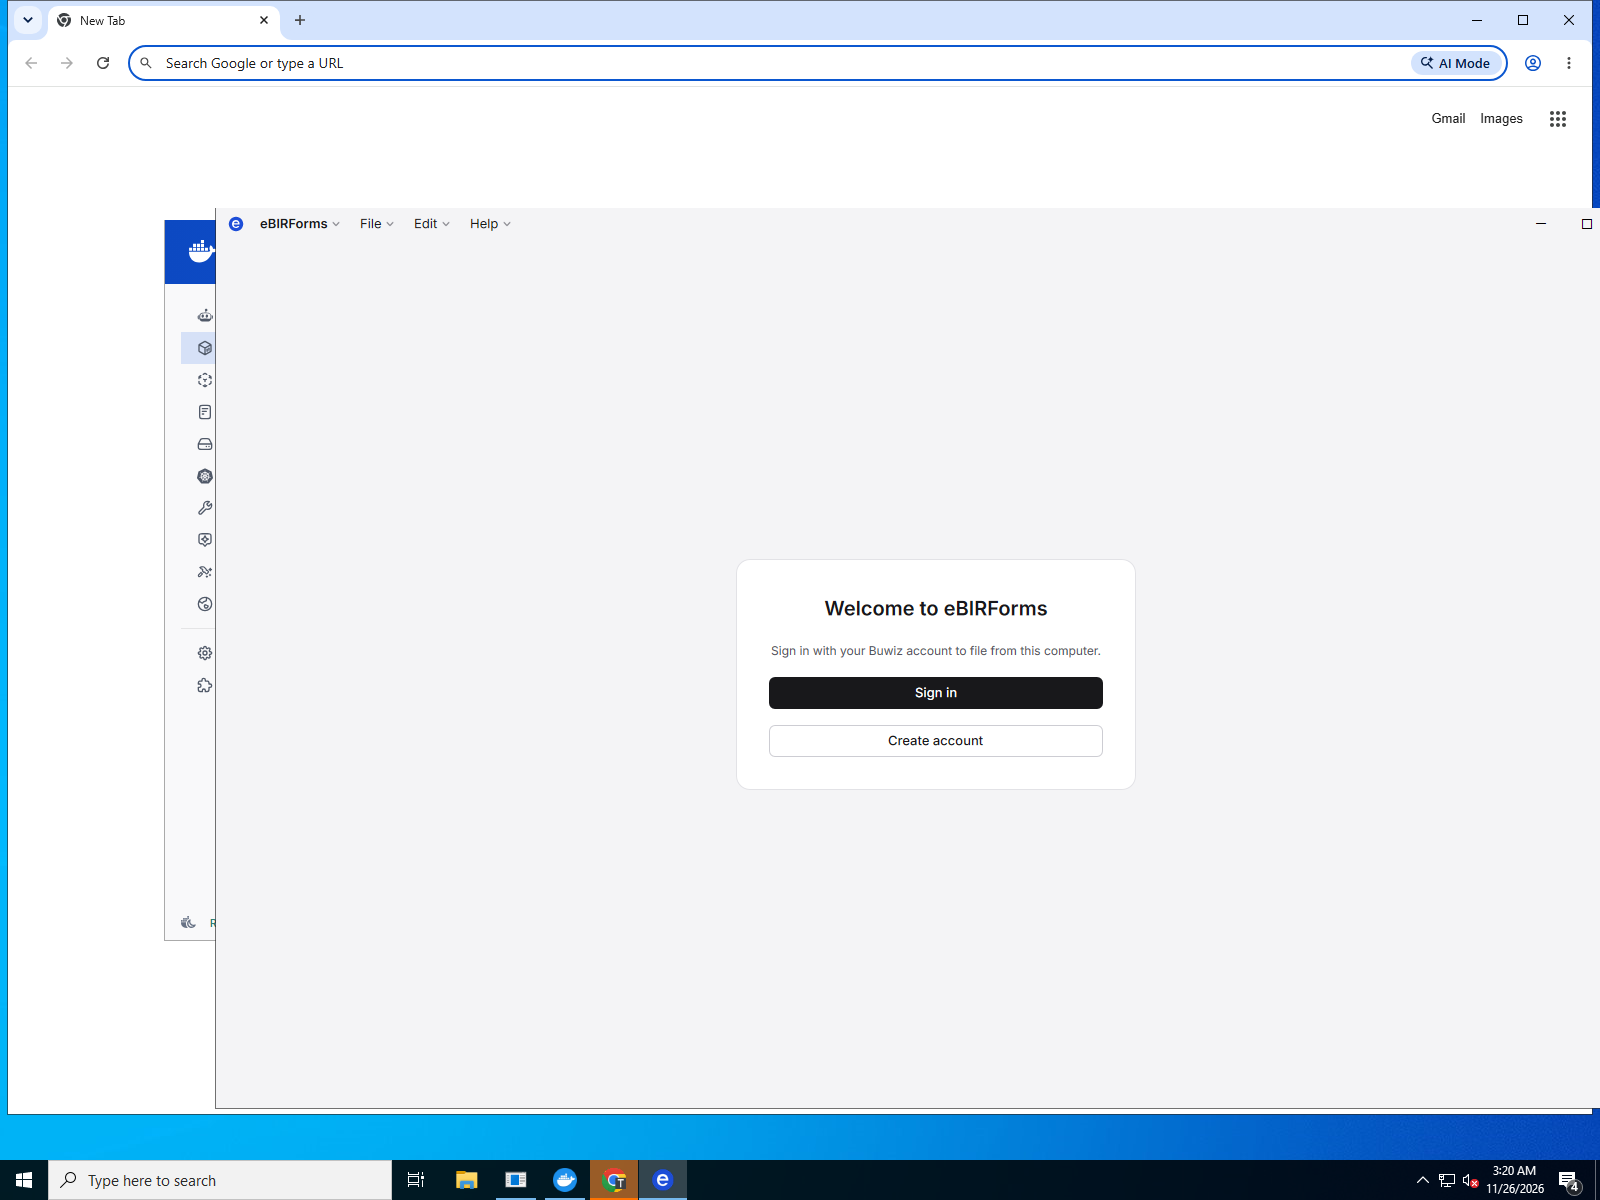 New Tab
Search Google or type a URL
AI Mode
Gmail
Images
eBIRForms
File
Edit
Help
Welcome to eBIRForms
Sign in with your Buwiz account to file from this computer.
Sign in
Create account
R
Type here to search
3:20 AM
11/26/2026
4